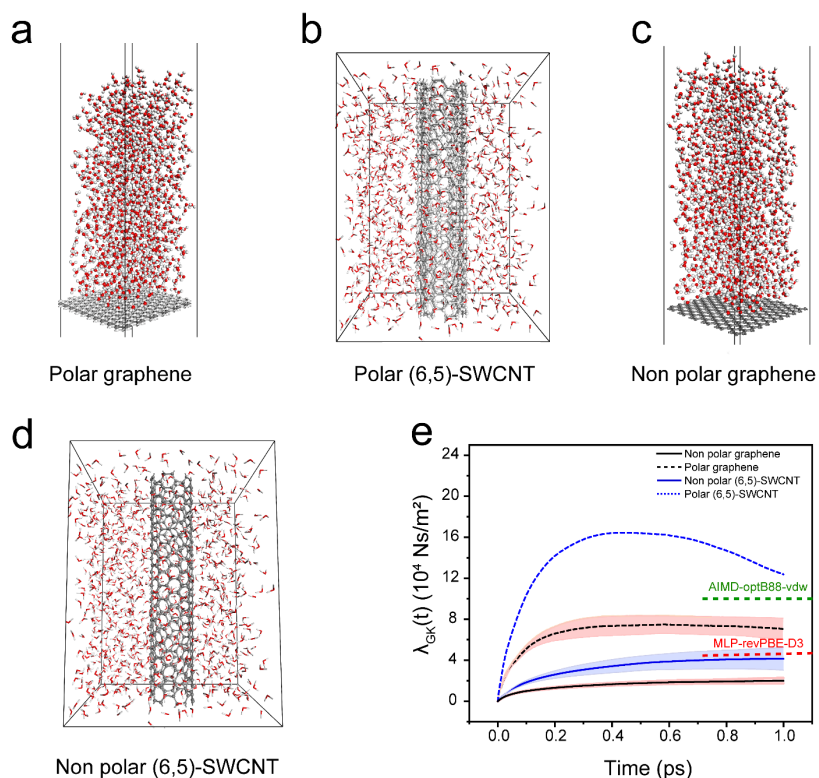 a
b
c
Polar graphene
Polar (6,5)-SWCNT
Non polar graphene
d
Non polar (6,5)-SWCNT
e
24
20
16
12
8
4
0
λGK(t) (10⁴ Ns/m²)
Non polar graphene
Polar graphene
Non polar (6,5)-SWCNT
Polar (6,5)-SWCNT
AIMD-optB88-vdw
MLP-revPBE-D3
0.0 0.2 0.4 0.6 0.8 1.0
Time (ps)